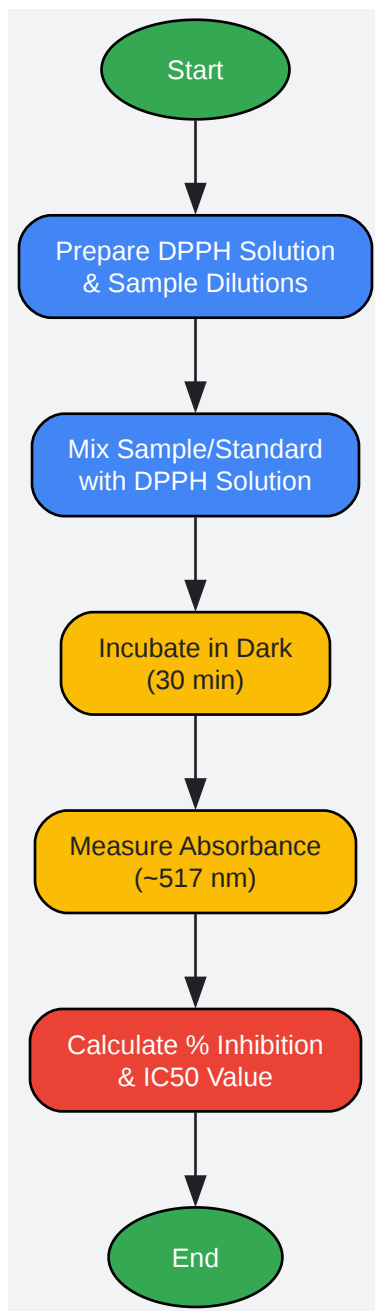 Start
Prepare DPPH Solution
& Sample Dilutions
Mix Sample/Standard
with DPPH Solution
Incubate in Dark
(30 min)
Measure Absorbance
(~517 nm)
Calculate % Inhibition
& IC50 Value
End